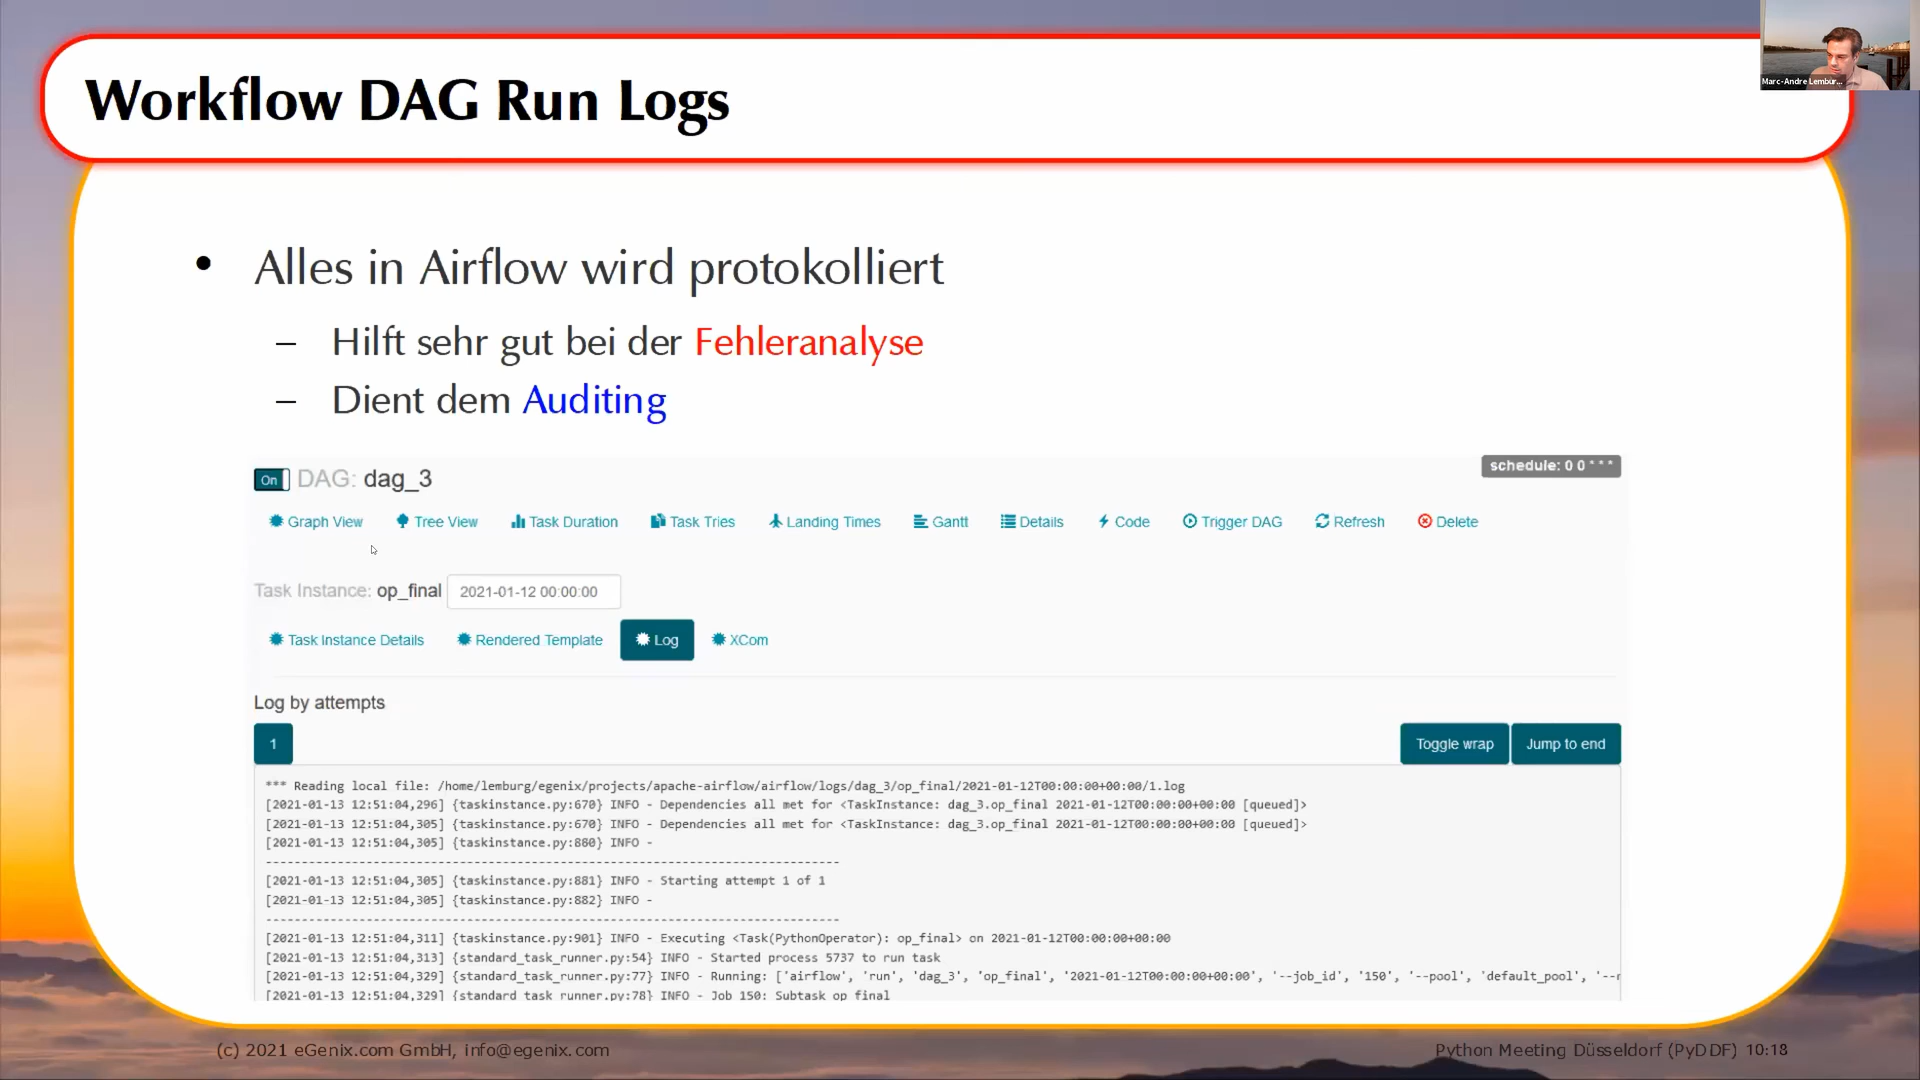 Marc-Andre Lembur...
Workflow DAG Run Logs
• Alles in Airflow wird protokolliert
– Hilft sehr gut bei der Fehleranalyse
– Dient dem Auditing
On DAG: dag_3
schedule: 0 0 * * *
Graph View Tree View Task Duration Task Tries Landing Times Gantt Details Code Trigger DAG Refresh Delete
Task Instance: op_final 2021-01-12 00:00:00
Task Instance Details Rendered Template Log XCom
Log by attempts
1 Toggle wrap Jump to end
*** Reading local file: /home/lemburg/egenix/projects/apache-airflow/airflow/logs/dag_3/op_final/2021-01-12T00:00:00+00:00/1.log
[2021-01-13 12:51:04,296] {taskinstance.py:670} INFO - Dependencies all met for <TaskInstance: dag_3.op_final 2021-01-12T00:00:00+00:00 [queued]>
[2021-01-13 12:51:04,305] {taskinstance.py:670} INFO - Dependencies all met for <TaskInstance: dag_3.op_final 2021-01-12T00:00:00+00:00 [queued]>
[2021-01-13 12:51:04,305] {taskinstance.py:880} INFO -
--------------------------------------------------------------------------------
[2021-01-13 12:51:04,305] {taskinstance.py:881} INFO - Starting attempt 1 of 1
[2021-01-13 12:51:04,305] {taskinstance.py:882} INFO -
--------------------------------------------------------------------------------
[2021-01-13 12:51:04,311] {taskinstance.py:901} INFO - Executing <Task(PythonOperator): op_final> on 2021-01-12T00:00:00+00:00
[2021-01-13 12:51:04,313] {standard_task_runner.py:54} INFO - Started process 5737 to run task
[2021-01-13 12:51:04,329] {standard_task_runner.py:77} INFO - Running: ['airflow', 'run', 'dag_3', 'op_final', '2021-01-12T00:00:00+00:00', '--job_id', '150', '--pool', 'default_pool', '--r
[2021-01-13 12:51:04,329] {standard_task_runner.py:78} INFO - Job 150: Subtask op_final
(c) 2021 eGenix.com GmbH, info@egenix.com
Python Meeting Düsseldorf (PyDDF) 10:18